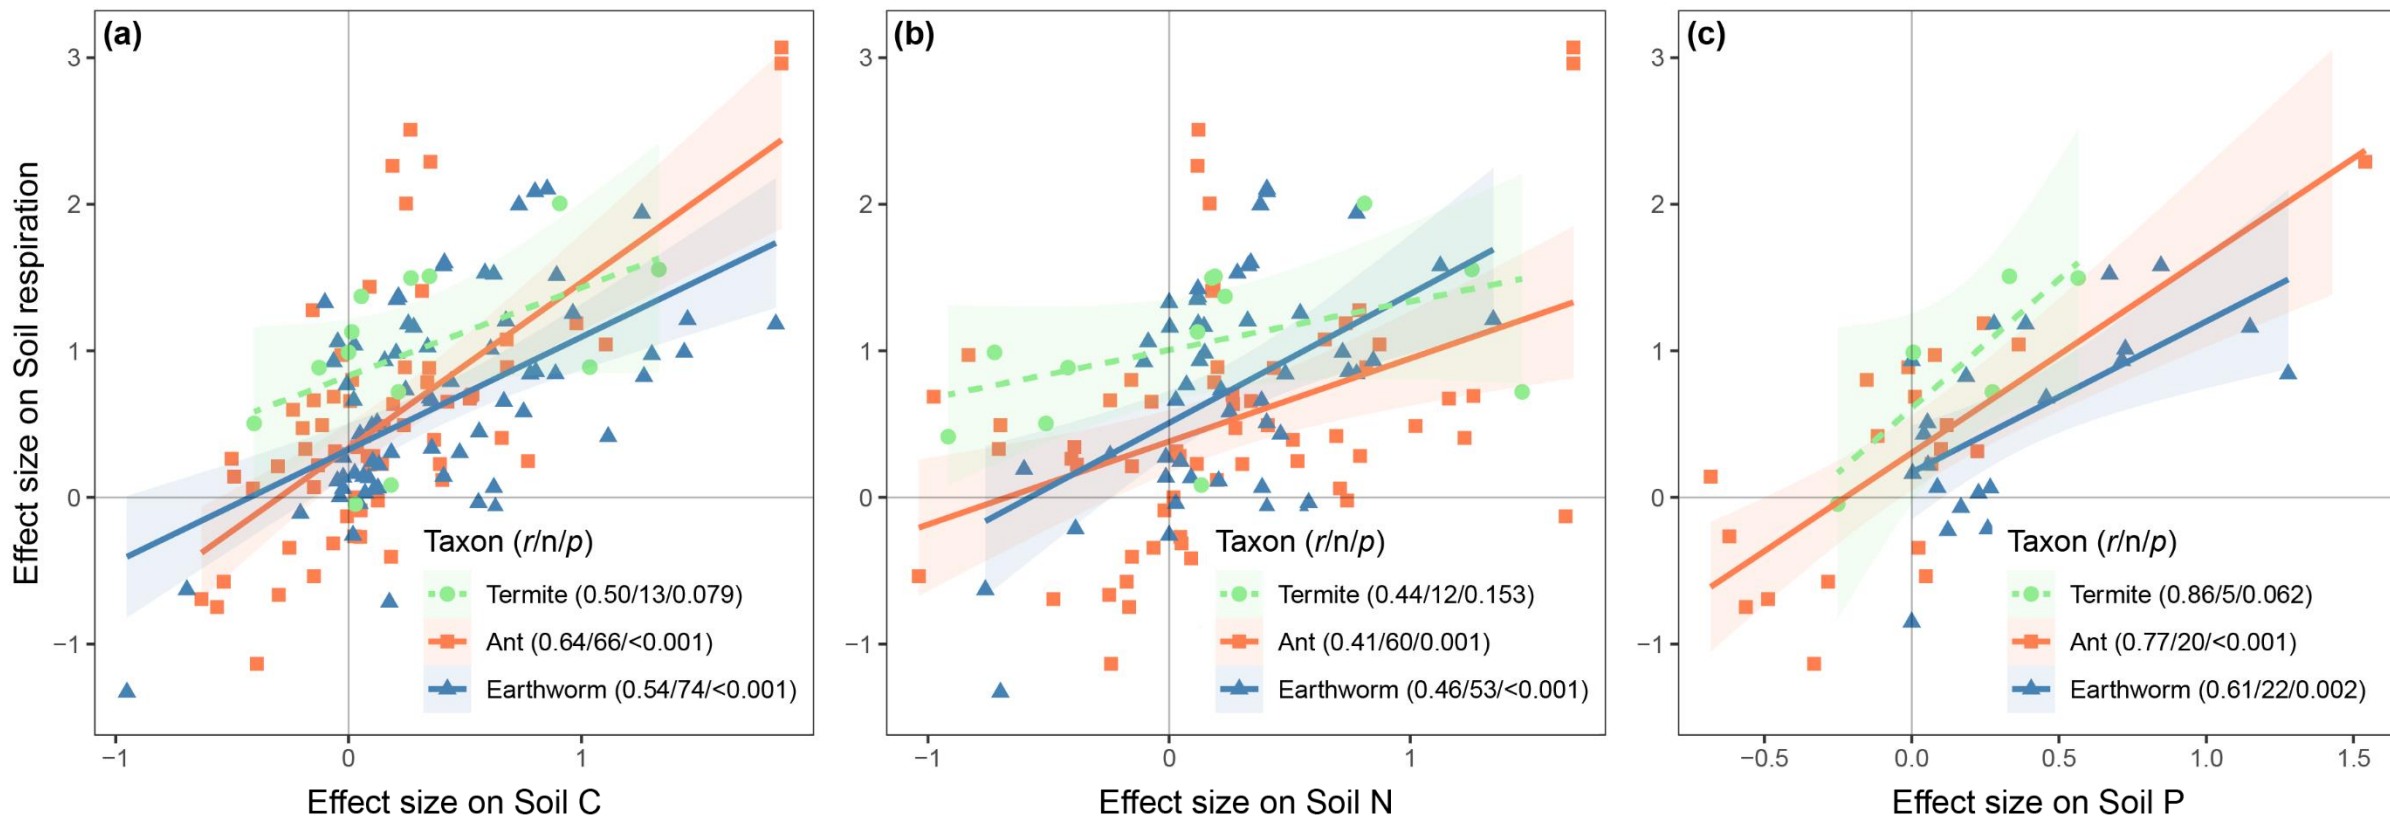 Effect size on Soil respiration
(a)
3
2
1
0
−1
Taxon (r/n/p)
Termite (0.50/13/0.079)
Ant (0.64/66/<0.001)
Earthworm (0.54/74/<0.001)
−1
0
1
Effect size on Soil C
(b)
3
2
1
0
−1
Taxon (r/n/p)
Termite (0.44/12/0.153)
Ant (0.41/60/0.001)
Earthworm (0.46/53/<0.001)
−1
0
1
Effect size on Soil N
(c)
3
2
1
0
−1
Taxon (r/n/p)
Termite (0.86/5/0.062)
Ant (0.77/20/<0.001)
Earthworm (0.61/22/0.002)
−0.5
0.0
0.5
1.0
1.5
Effect size on Soil P